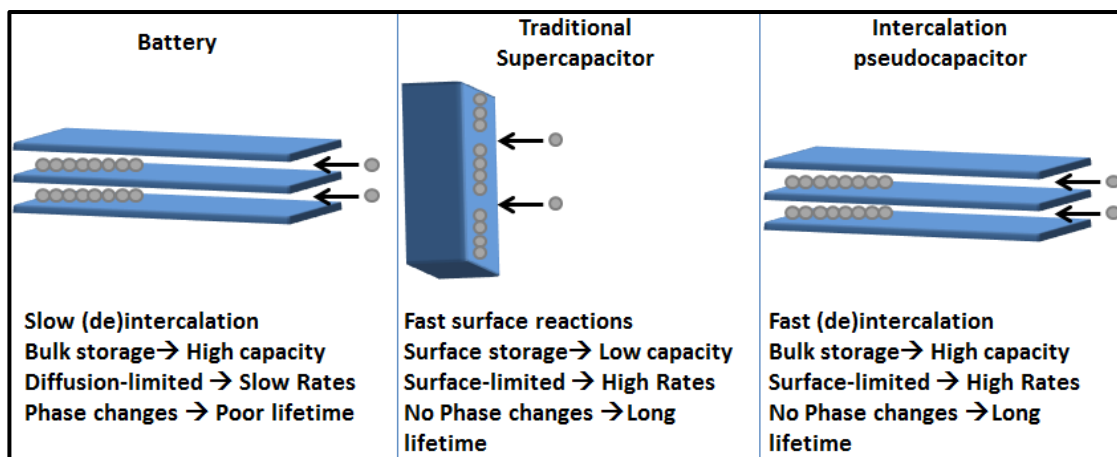 Battery
Slow (de)intercalation
Bulk storage→ High capacity
Diffusion-limited → Slow Rates
Phase changes → Poor lifetime
Traditional
Supercapacitor
Fast surface reactions
Surface storage→ Low capacity
Surface-limited → High Rates
No Phase changes →Long
lifetime
Intercalation
pseudocapacitor
Fast (de)intercalation
Bulk storage→ High capacity
Surface-limited → High Rates
No Phase changes →Long
lifetime